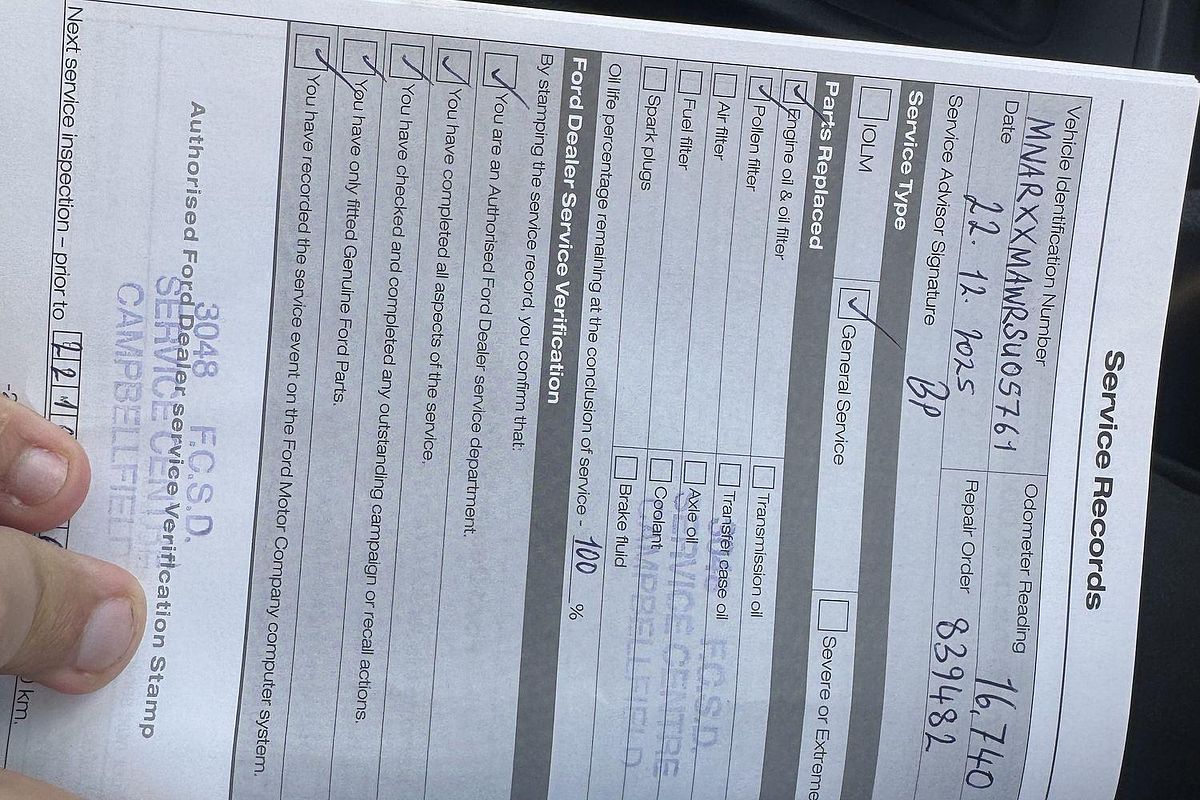 Service Records
Vehicle Identification Number
MNARXXMAWRSU05761
Odometer Reading
16,740
Date
22.12.2025
Repair Order 839482
Service Advisor Signature BP
Service Type
IOLM
General Service
Severe or Extreme
Parts Replaced
Engine oil & oil filter
Transmission oil
Pollen filter
Transfer case oil
Air filter
Axle oil
Fuel filter
Coolant
Spark plugs
Brake fluid
F.C.S.D.
SERVICE CENTRE
CAMPBELLFIELD
Oil life percentage remaining at the conclusion of service - 100 %
Ford Dealer Service Verification
By stamping the service record, you confirm that:
You are an Authorised Ford Dealer service department.
You have completed all aspects of the service.
You have checked and completed any outstanding campaign or recall actions.
You have only fitted Genuine Ford Parts.
You have recorded the service event on the Ford Motor Company computer system.
3048 F.C.S.D.
Authorised Ford Dealer service Verification Stamp
SERVICE CENT
CAMPBELLFIEL
Next service inspection – prior to 22 1
km.